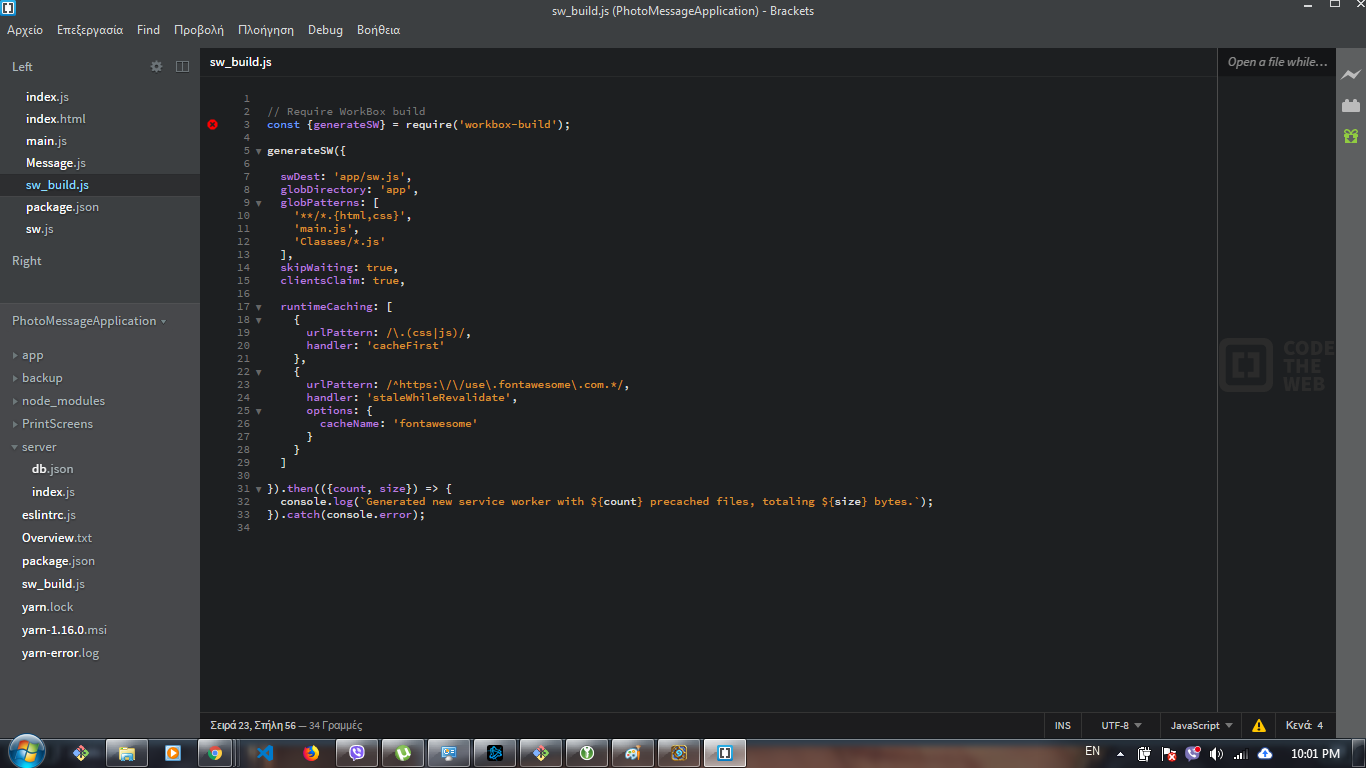 sw_build.js (PhotoMessageApplication) - Brackets
Αρχείο Επεξεργασία Find Προβολή Πλοήγηση Debug Βοήθεια
Left
index.js
index.html
main.js
Message.js
sw_build.js
package.json
sw.js
Right
PhotoMessageApplication
app
backup
node_modules
PrintScreens
server
db.json
index.js
eslintrc.js
Overview.txt
package.json
sw_build.js
yarn.lock
yarn-1.16.0.msi
yarn-error.log
sw_build.js
1
2 // Require WorkBox build
3 const {generateSW} = require('workbox-build');
4
5 generateSW({
6
7 swDest: 'app/sw.js',
8 globDirectory: 'app',
9 globPatterns: [
10 '**/*.{html,css}',
11 'main.js',
12 'Classes/*.js'
13 ],
14 skipWaiting: true,
15 clientsClaim: true,
16
17 runtimeCaching: [
18 {
19 urlPattern: /\.(css|js)/,
20 handler: 'cacheFirst'
21 },
22 {
23 urlPattern: /^https:\/\/use\.fontawesome\.com.*/,
24 handler: 'staleWhileRevalidate',
25 options: {
26 cacheName: 'fontawesome'
27 }
28 }
29 ]
30
31 }).then(({count, size}) => {
32 console.log(`Generated new service worker with ${count} precached files, totaling ${size} bytes.`);
33 }).catch(console.error);
34
Open a file while...
CODE
THE
WEB
Σειρά 23, Στήλη 56 — 34 Γραμμές
INS UTF-8 JavaScript Κενά: 4
EN 10:01 PM